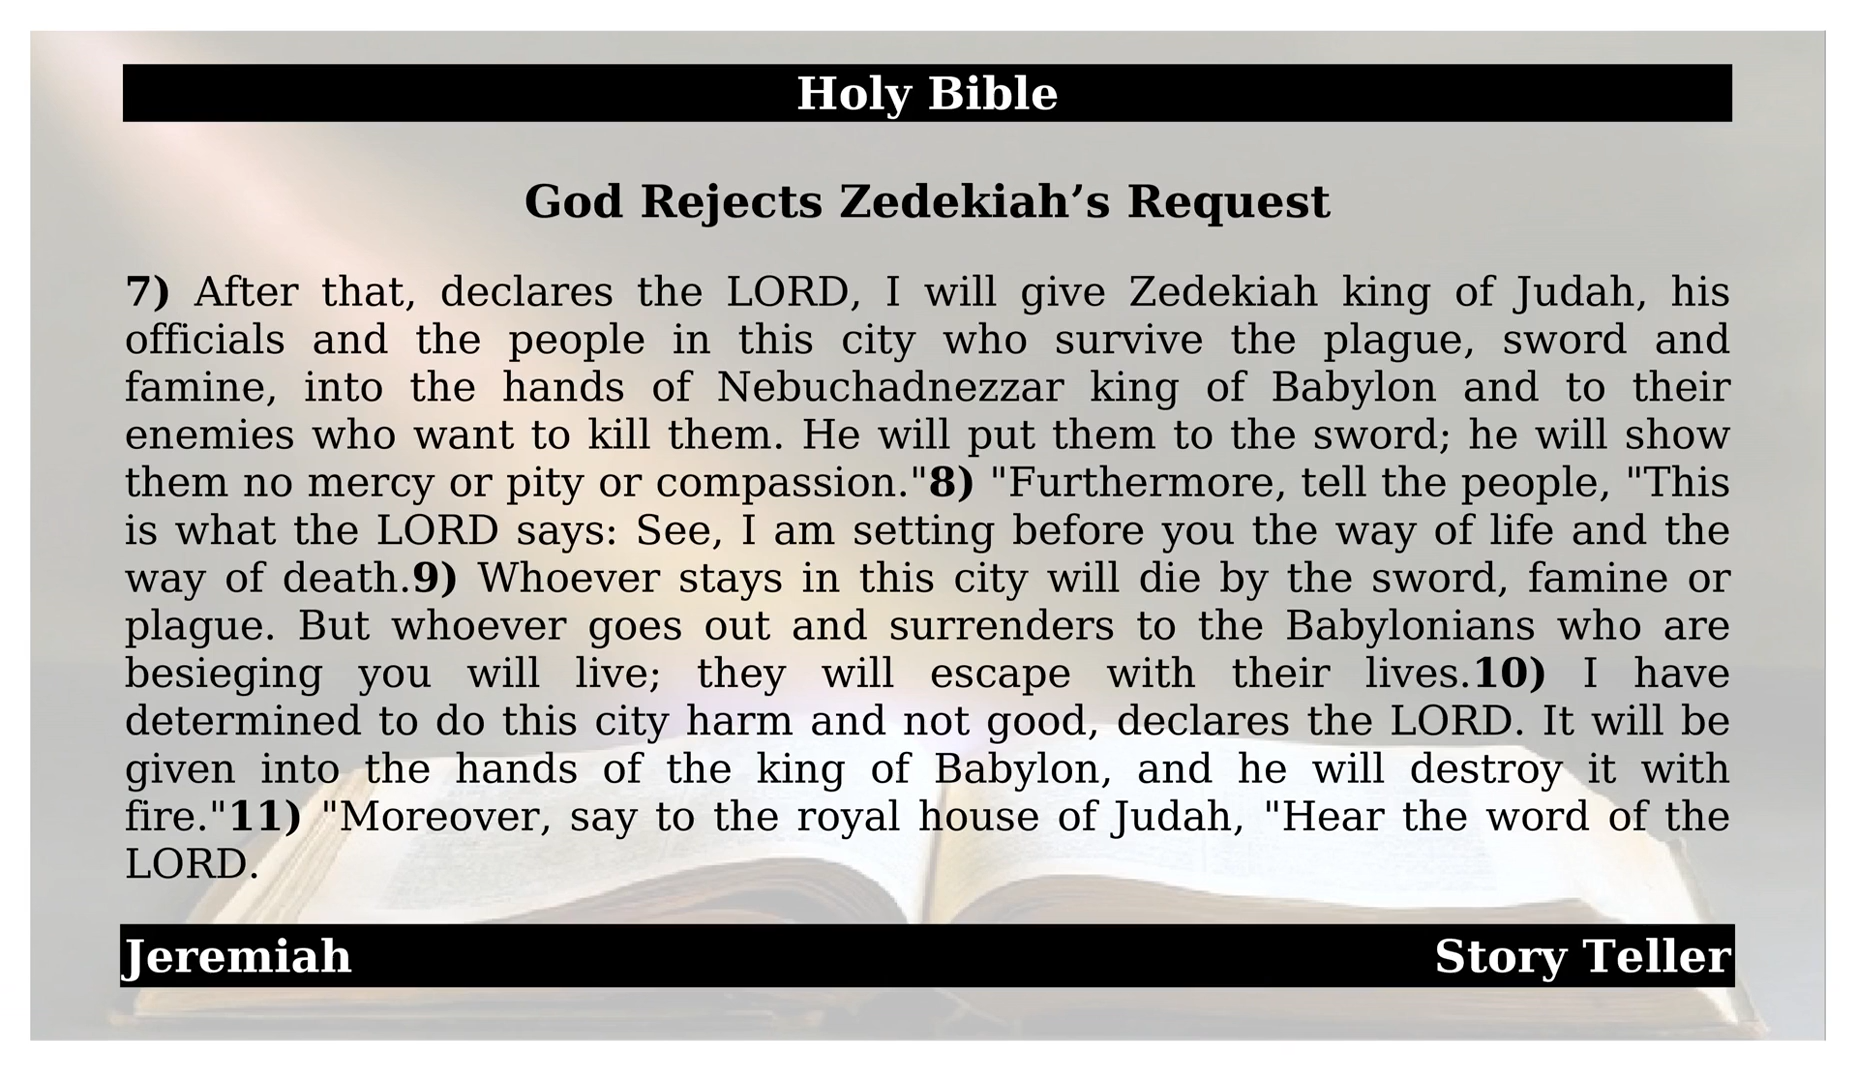 Holy Bible
God Rejects Zedekiah’s Request
7) After that, declares the LORD, I will give Zedekiah king of Judah, his
officials and the people in this city who survive the plague, sword and
famine, into the hands of Nebuchadnezzar king of Babylon and to their
enemies who want to kill them. He will put them to the sword; he will show
them no mercy or pity or compassion."8) "Furthermore, tell the people, "This
is what the LORD says: See, I am setting before you the way of life and the
way of death.9) Whoever stays in this city will die by the sword, famine or
plague. But whoever goes out and surrenders to the Babylonians who are
besieging you will live; they will escape with their lives.10) I have
determined to do this city harm and not good, declares the LORD. It will be
given into the hands of the king of Babylon, and he will destroy it with
fire."11) "Moreover, say to the royal house of Judah, "Hear the word of the
LORD.
Jeremiah Story Teller